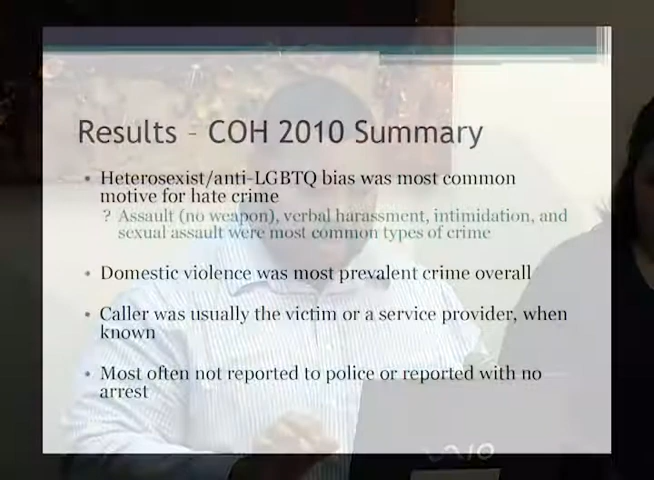 Results - COH 2010 Summary
• Heterosexist/anti-LGBTQ bias was most common
motive for hate crime
? Assault (no weapon), verbal harassment, intimidation, and
sexual assault were most common types of crime
• Domestic violence was most prevalent crime overall
• Caller was usually the victim or a service provider, when
known
• Most often not reported to police or reported with no
arrest
VAIO